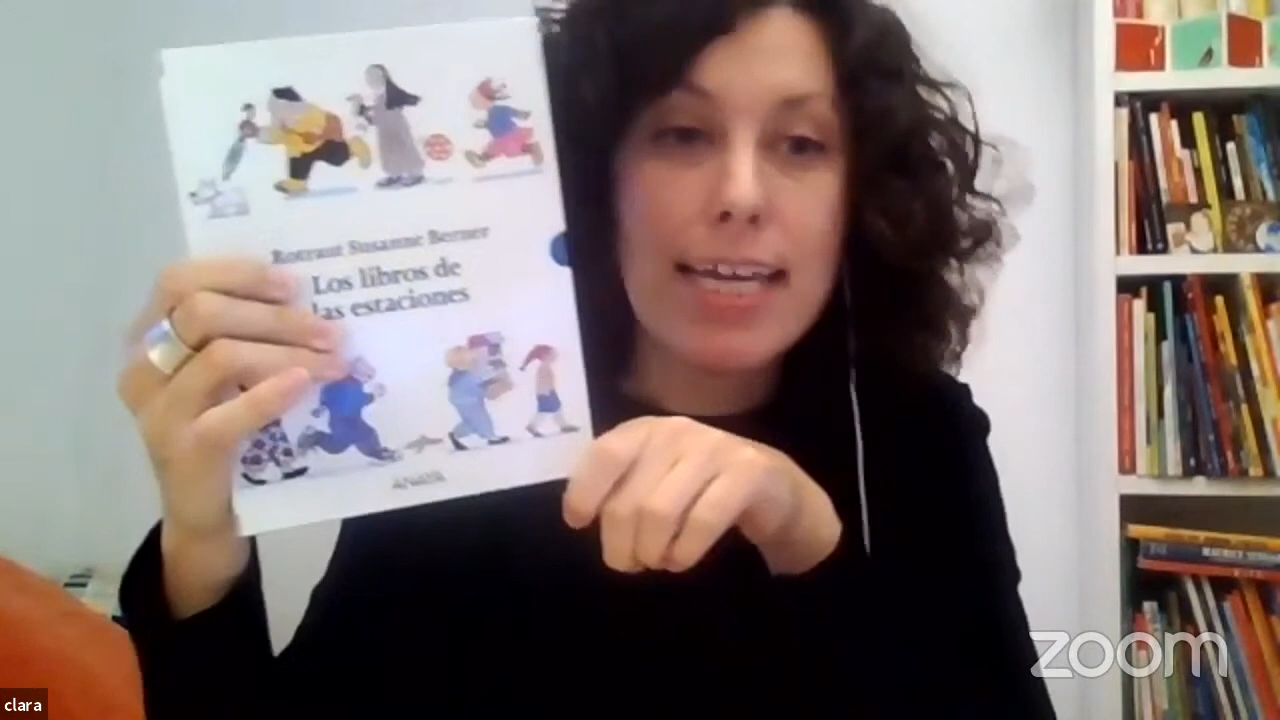 Rotraut Susanne Berner
Los libros de
las estaciones
ANAYA
zoom
clara